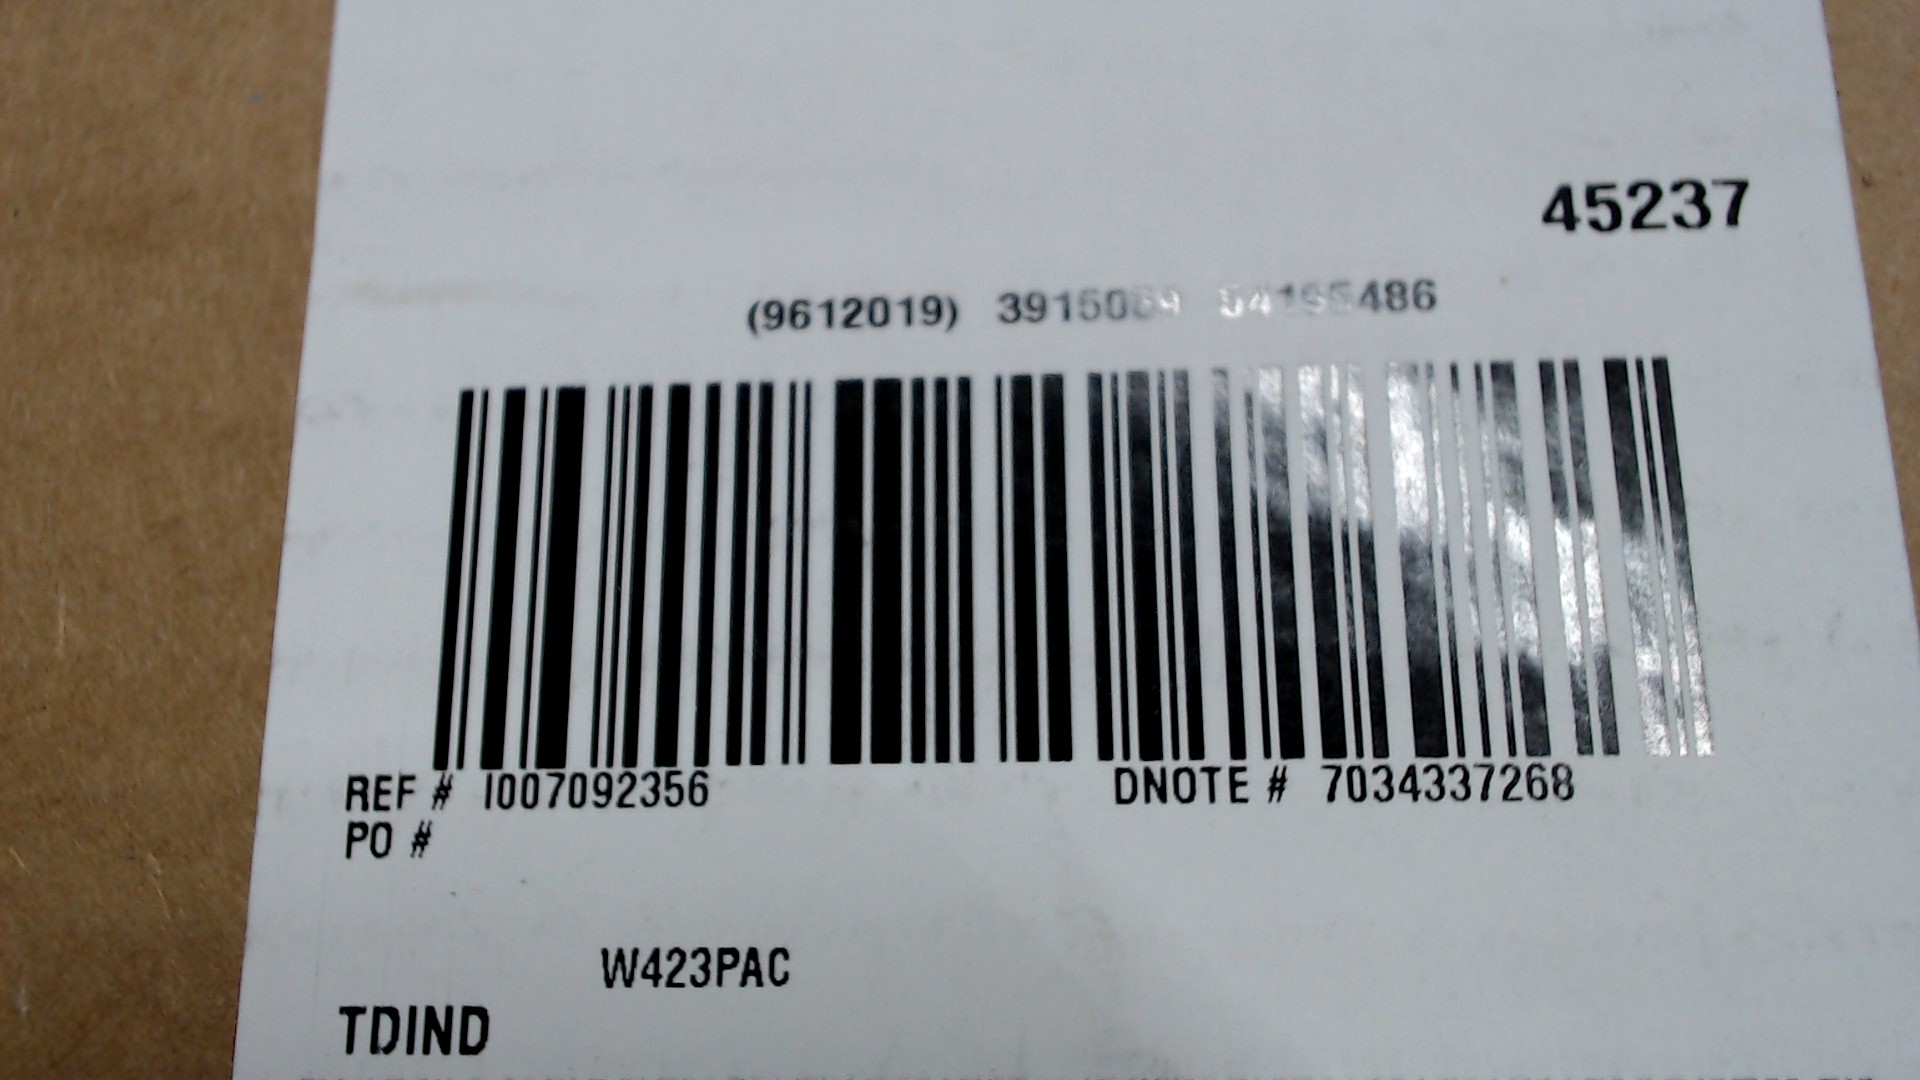 45237
(9612019)
REF # I007092356
DNOTE # 7034337268
PO #
W423PAC
TDIND